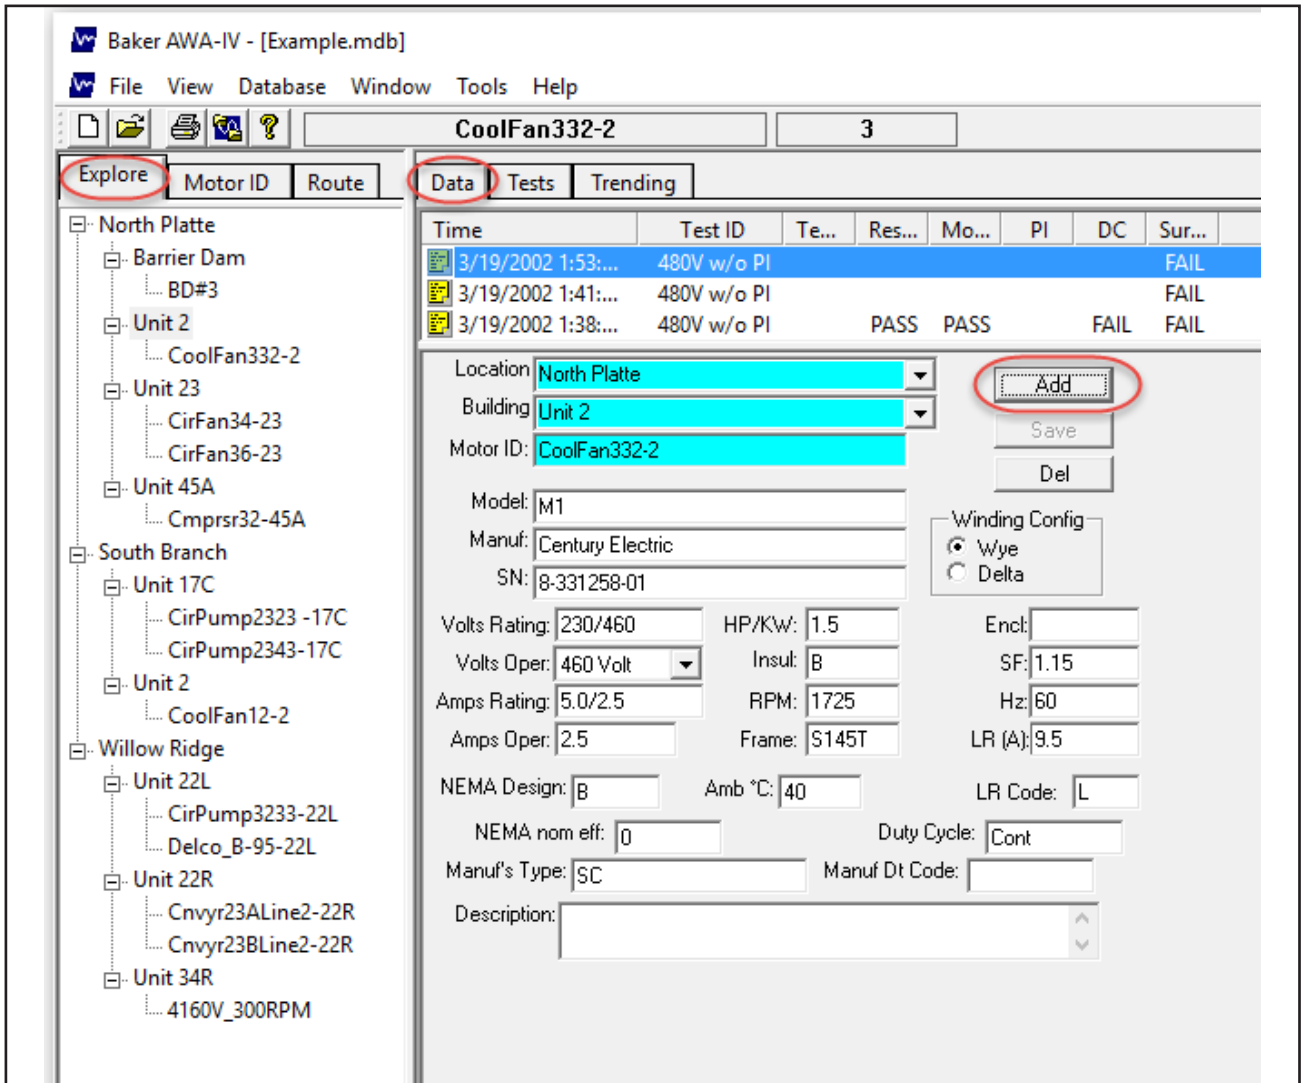 Baker AWA-IV - [Example.mdb]
File View Database Window Tools Help
CoolFan332-2 3
Explore Motor ID Route
North Platte
Barrier Dam
BD#3
Unit 2
CoolFan332-2
Unit 23
CirFan34-23
CirFan36-23
Unit 45A
Cmprsr32-45A
South Branch
Unit 17C
CirPump2323 -17C
CirPump2343-17C
Unit 2
CoolFan12-2
Willow Ridge
Unit 22L
CirPump3233-22L
Delco_B-95-22L
Unit 22R
Cnvyr23ALine2-22R
Cnvyr23BLine2-22R
Unit 34R
4160V_300RPM
Data Tests Trending
Time Test ID Te... Res... Mo... PI DC Sur...
3/19/2002 1:53:... 480V w/o PI FAIL
3/19/2002 1:41:... 480V w/o PI FAIL
3/19/2002 1:38:... 480V w/o PI PASS PASS FAIL FAIL
Location North Platte Add
Building Unit 2 Save
Motor ID: CoolFan332-2 Del
Model: M1
Manuf: Century Electric
SN: 8-331258-01
Winding Config
Wye
Delta
Volts Rating: 230/460 HP/KW: 1.5 Encl:
Volts Oper: 460 Volt Insul: B SF: 1.15
Amps Rating: 5.0/2.5 RPM: 1725 Hz: 60
Amps Oper: 2.5 Frame: S145T LR (A): 9.5
NEMA Design: B Amb °C: 40 LR Code: L
NEMA nom eff: 0 Duty Cycle: Cont
Manuf's Type: SC Manuf Dt Code:
Description: